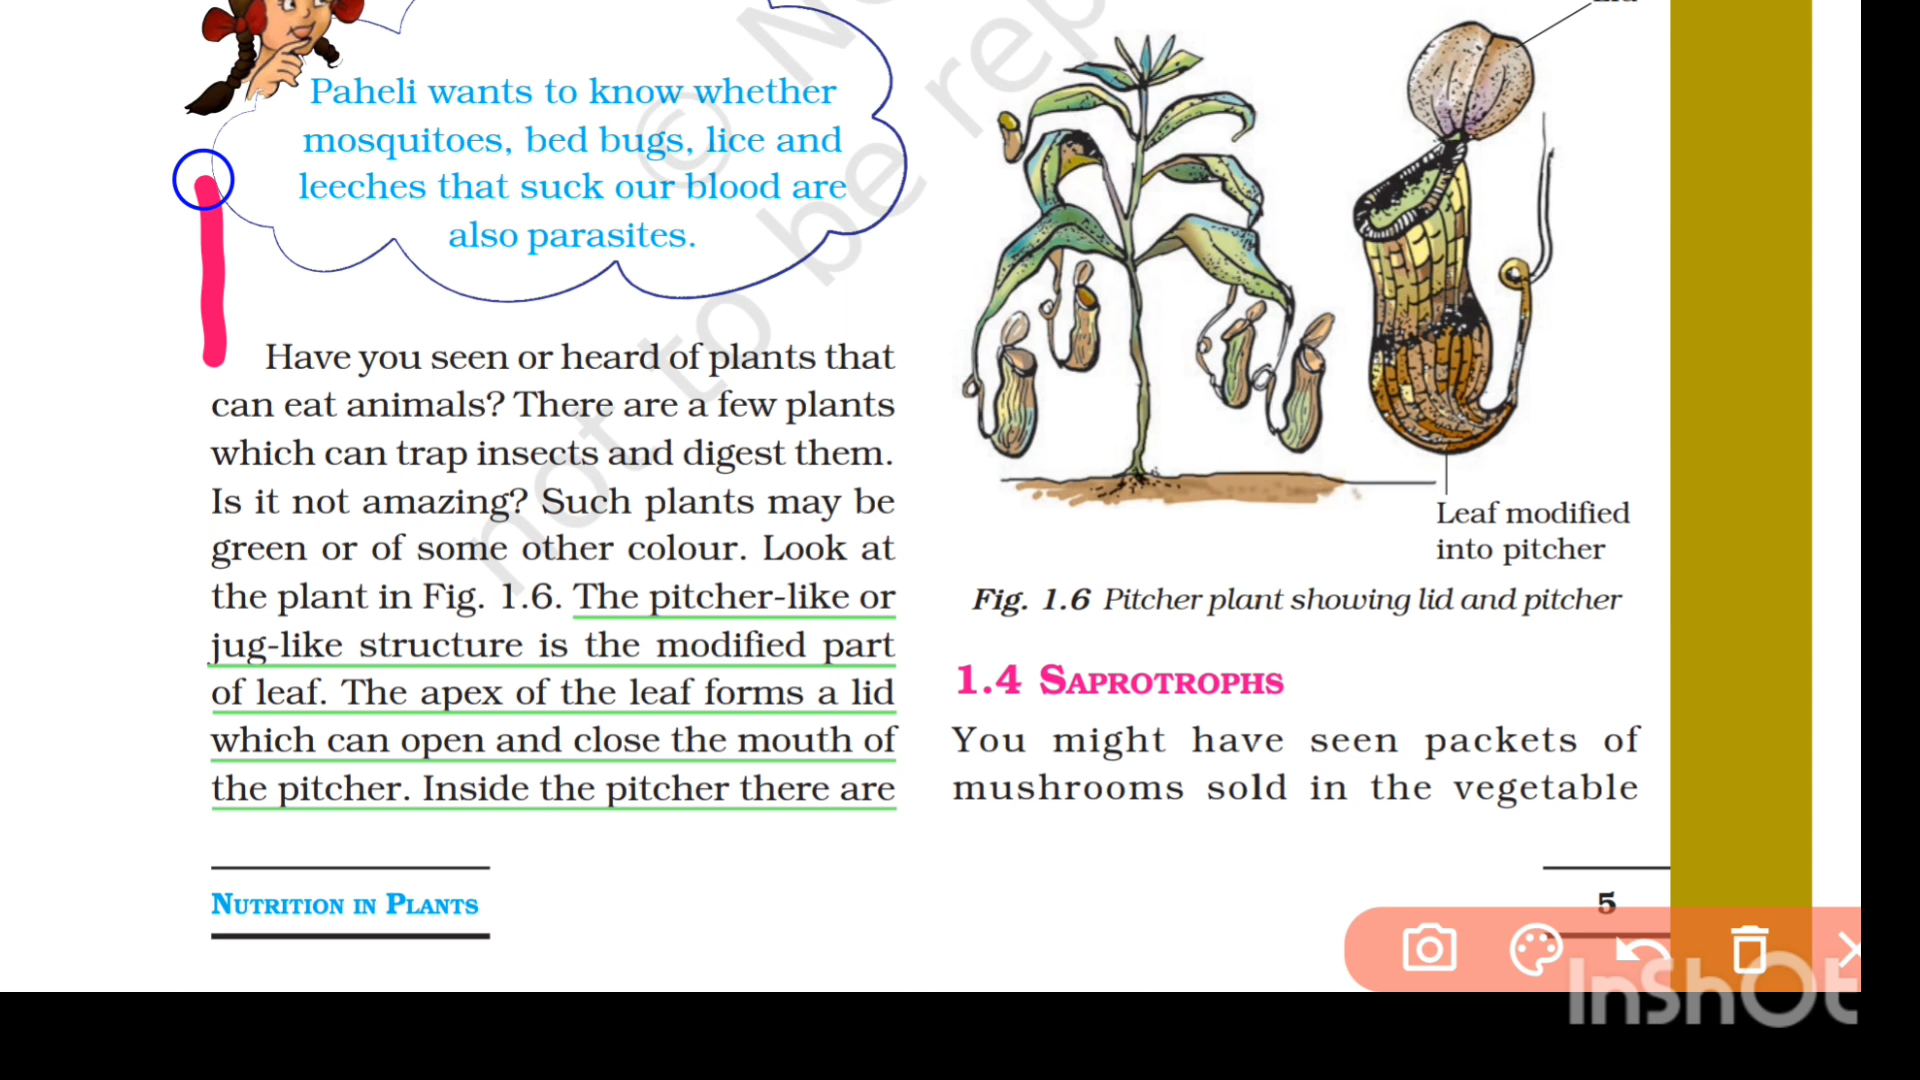 Paheli wants to know whether
mosquitoes, bed bugs, lice and
leeches that suck our blood are
also parasites.
Have you seen or heard of plants that
can eat animals? There are a few plants
which can trap insects and digest them.
Is it not amazing? Such plants may be
green or of some other colour. Look at
the plant in Fig. 1.6. The pitcher-like or
jug-like structure is the modified part
of leaf. The apex of the leaf forms a lid
which can open and close the mouth of
the pitcher. Inside the pitcher there are
NUTRITION IN PLANTS
Leaf modified
into pitcher
Fig. 1.6 Pitcher plant showing lid and pitcher
1.4 SAPROTROPHS
You might have seen packets of
mushrooms sold in the vegetable
5
not to be rep
©
InShOt